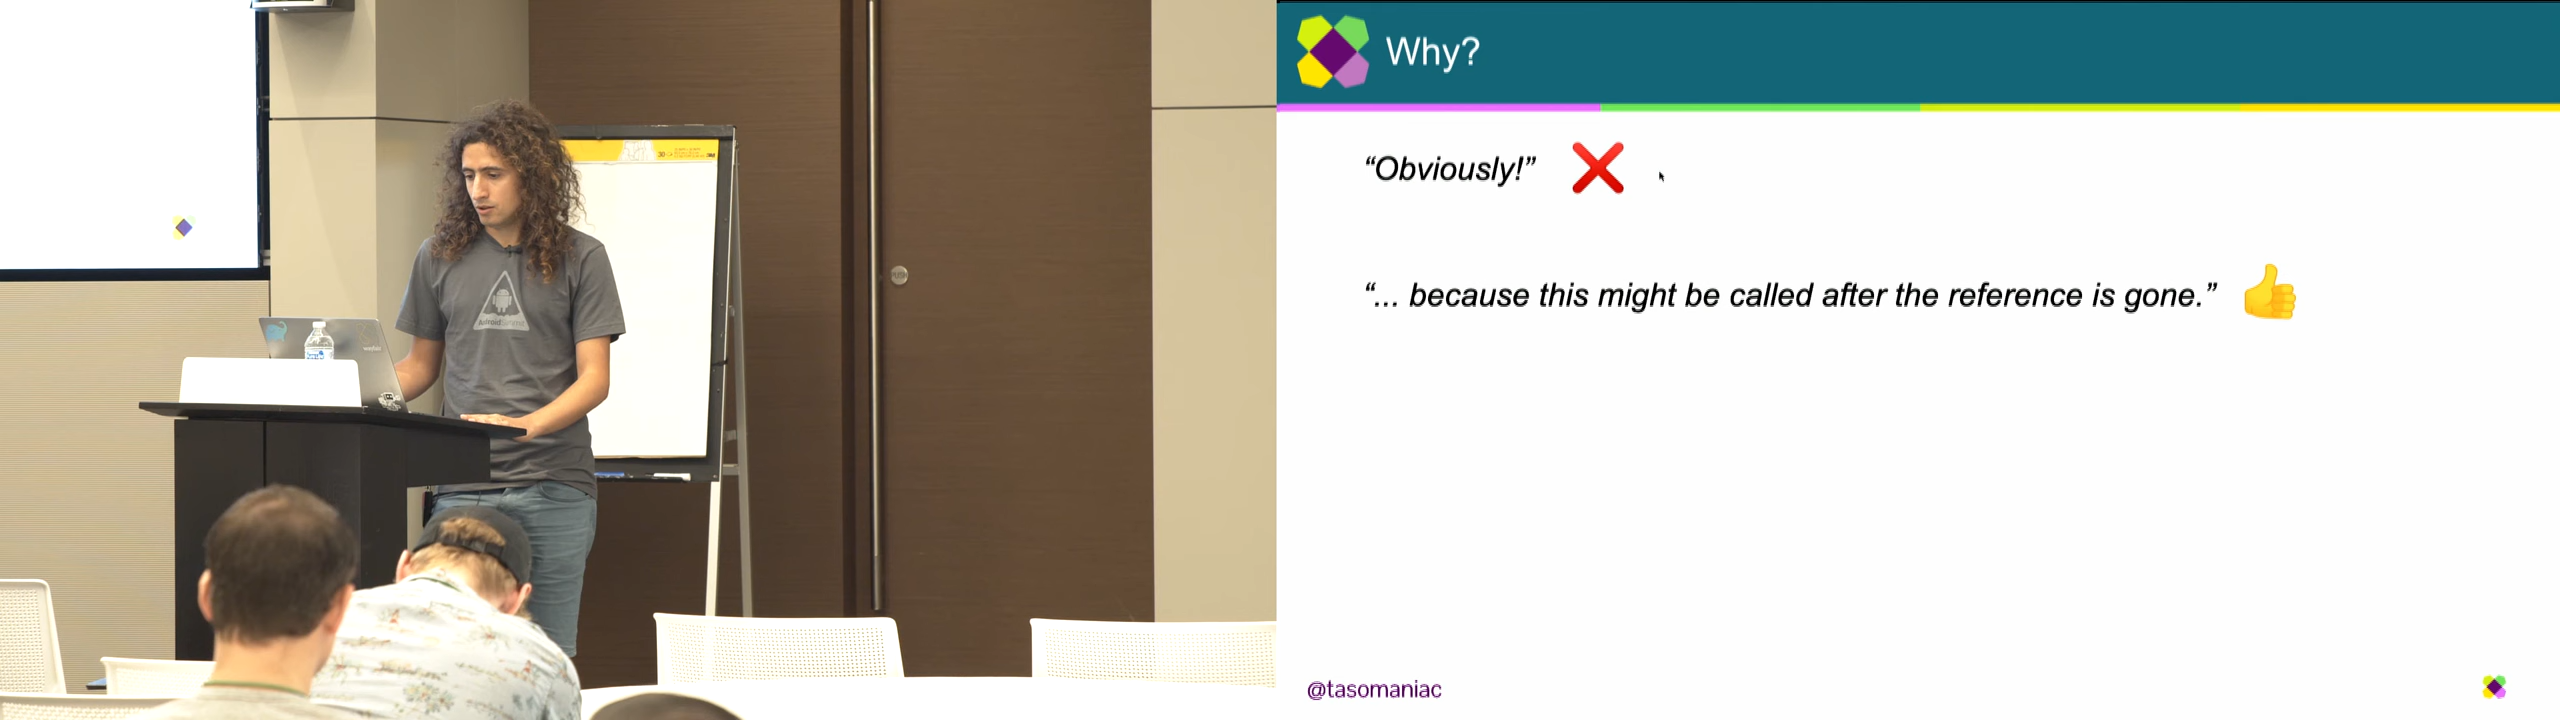 Why?
“Obviously!”
“... because this might be called after the reference is gone.”
@tasomaniac